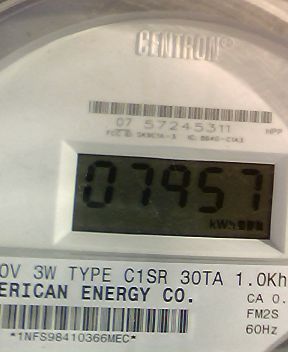 CENTRON®
07 57245311
HPP
07957
kWh
0V 3W TYPE C1SR 30TA 1.0Kh
ERICAN ENERGY CO.
CA 0.
FM2S
60Hz
*1NFS98410366MEC*